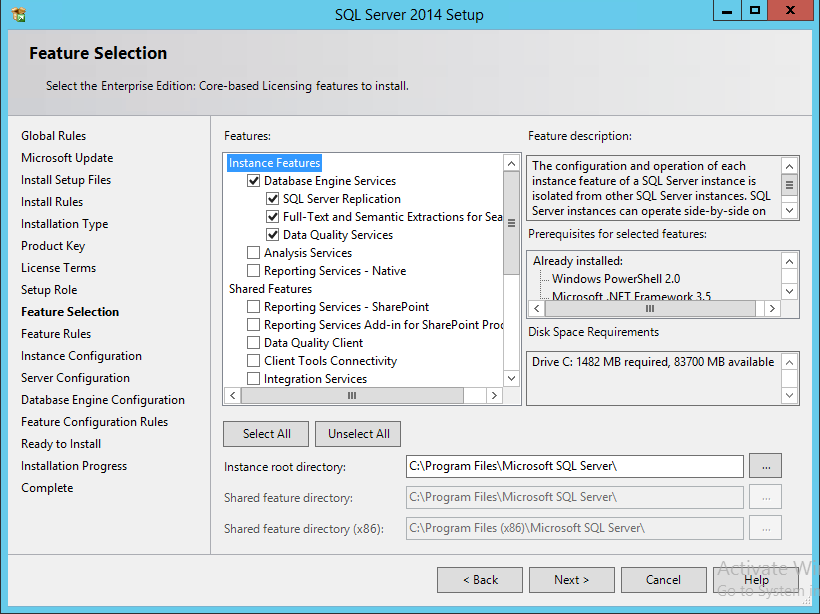 SQL Server 2014 Setup
Feature Selection
Select the Enterprise Edition: Core-based Licensing features to install.
Global Rules
Microsoft Update
Install Setup Files
Install Rules
Installation Type
Product Key
License Terms
Setup Role
Feature Selection
Feature Rules
Instance Configuration
Server Configuration
Database Engine Configuration
Feature Configuration Rules
Ready to Install
Installation Progress
Complete
Features:
Instance Features
Database Engine Services
SQL Server Replication
Full-Text and Semantic Extractions for Sea
Data Quality Services
Analysis Services
Reporting Services - Native
Shared Features
Reporting Services - SharePoint
Reporting Services Add-in for SharePoint Proc
Data Quality Client
Client Tools Connectivity
Integration Services
Feature description:
The configuration and operation of each
instance feature of a SQL Server instance is
isolated from other SQL Server instances. SQL
Server instances can operate side-by-side on
Prerequisites for selected features:
Already installed:
Windows PowerShell 2.0
Microsoft .NET Framework 3.5
Disk Space Requirements
Drive C: 1482 MB required, 83700 MB available
Select All
Unselect All
Instance root directory:
C:\Program Files\Microsoft SQL Server\
...
Shared feature directory:
C:\Program Files\Microsoft SQL Server\
...
Shared feature directory (x86):
C:\Program Files (x86)\Microsoft SQL Server\
...
< Back
Next >
Cancel
Help
Activate Wi
Go to System i